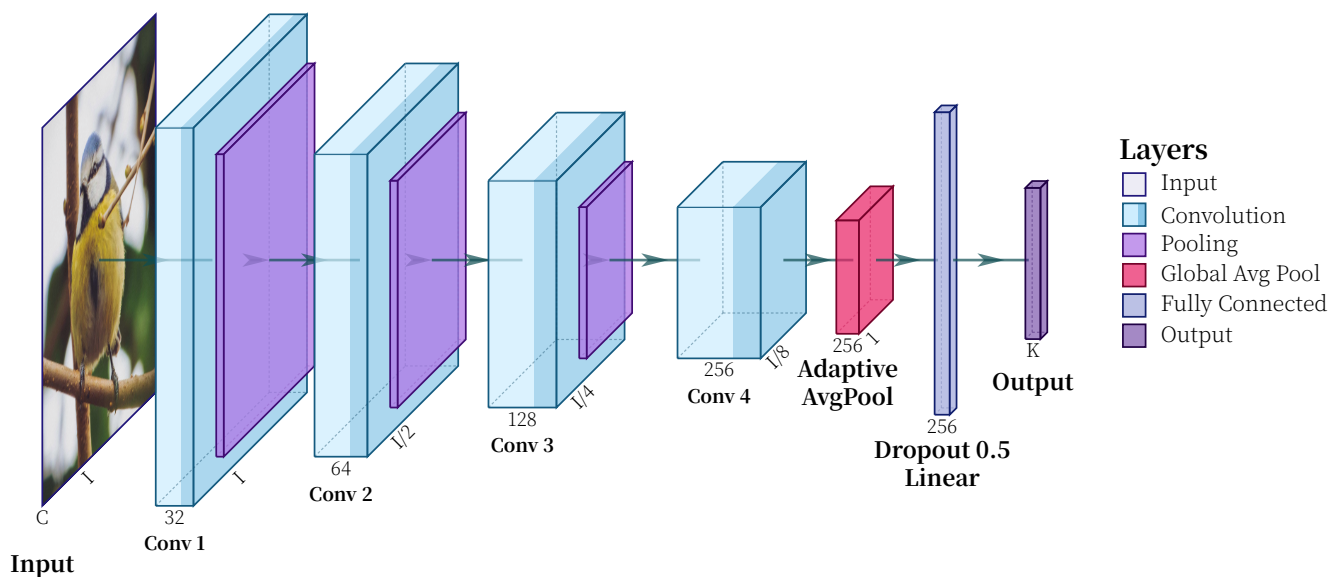 C
I
Input
32
I
Conv 1
64
I/2
Conv 2
128
I/4
Conv 3
256
I/8
Conv 4
256
1
Adaptive
AvgPool
256
Dropout 0.5
Linear
K
Output
Layers
Input
Convolution
Pooling
Global Avg Pool
Fully Connected
Output